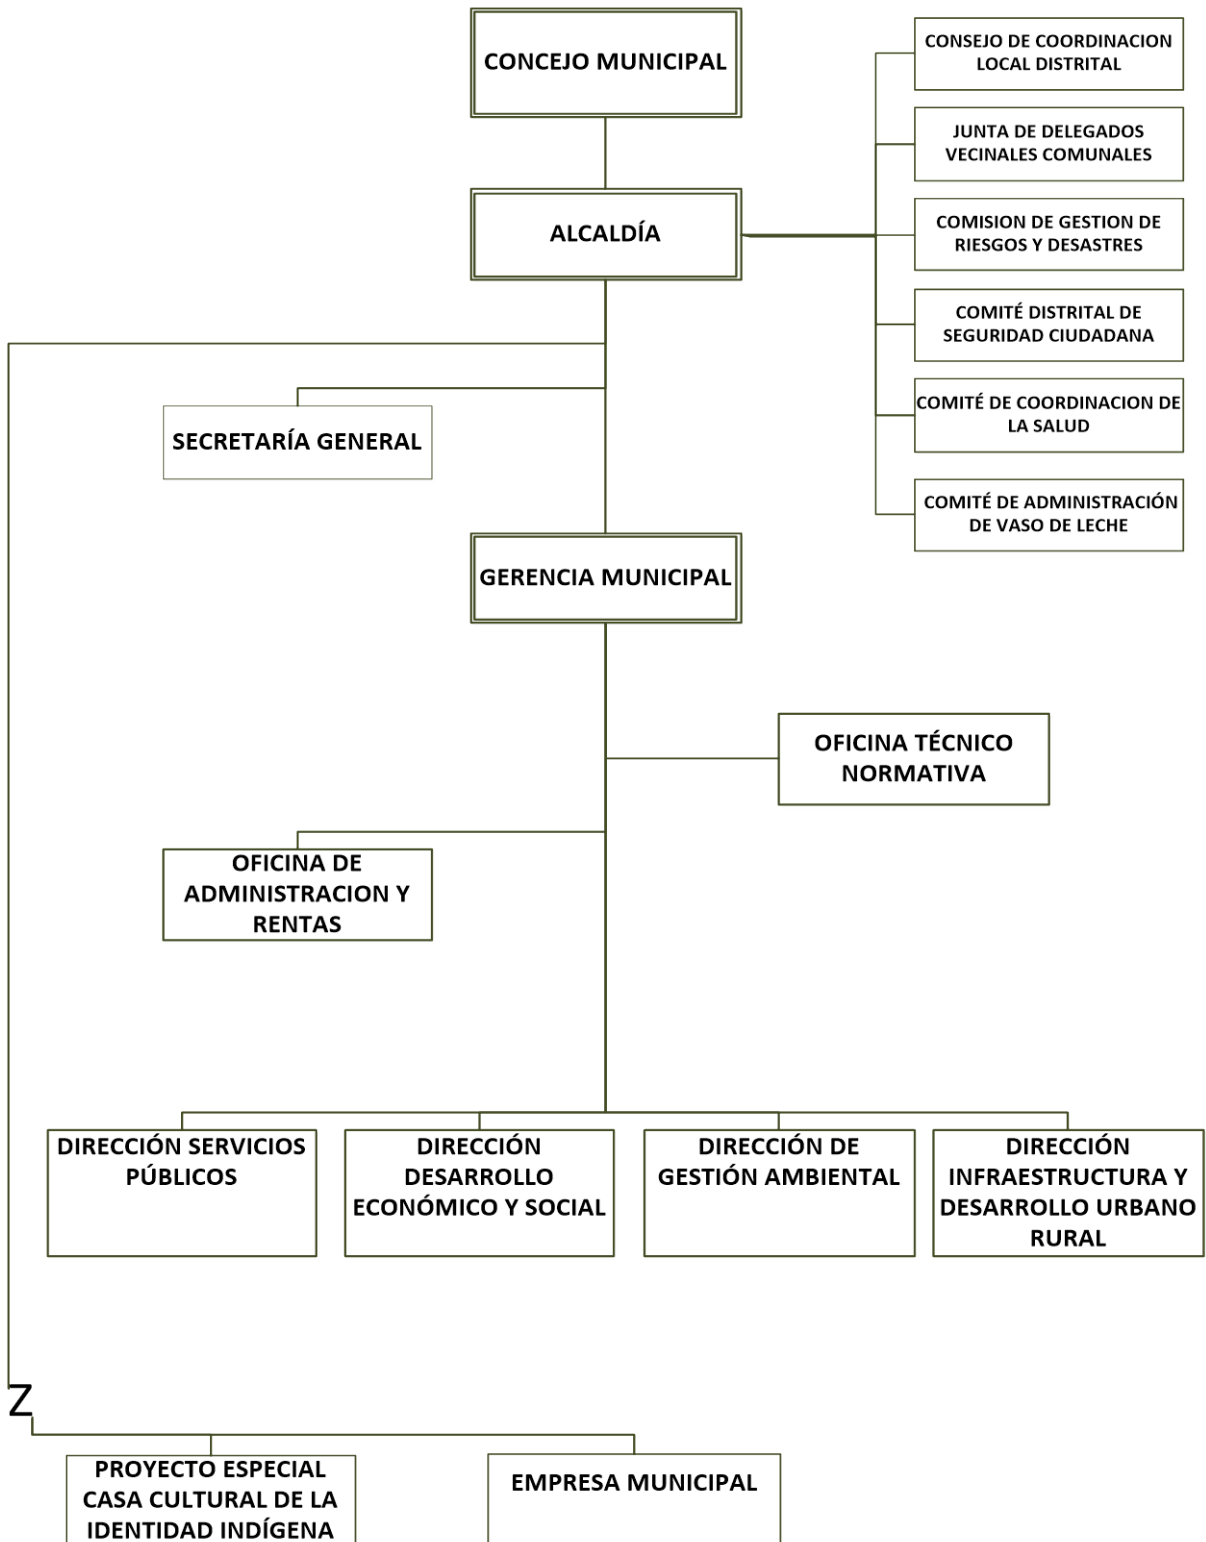 CONCEJO MUNICIPAL
CONSEJO DE COORDINACION
LOCAL DISTRITAL
JUNTA DE DELEGADOS
VECINALES COMUNALES
ALCALDÍA
COMISION DE GESTION DE
RIESGOS Y DESASTRES
COMITÉ DISTRITAL DE
SEGURIDAD CIUDADANA
SECRETARÍA GENERAL
COMITÉ DE COORDINACION DE
LA SALUD
COMITÉ DE ADMINISTRACIÓN
DE VASO DE LECHE
GERENCIA MUNICIPAL
OFICINA TÉCNICO
NORMATIVA
OFICINA DE
ADMINISTRACION Y
RENTAS
DIRECCIÓN SERVICIOS
PÚBLICOS
DIRECCIÓN
DESARROLLO
ECONÓMICO Y SOCIAL
DIRECCIÓN DE
GESTIÓN AMBIENTAL
DIRECCIÓN
INFRAESTRUCTURA Y
DESARROLLO URBANO
RURAL
Z
PROYECTO ESPECIAL
CASA CULTURAL DE LA
IDENTIDAD INDÍGENA
EMPRESA MUNICIPAL